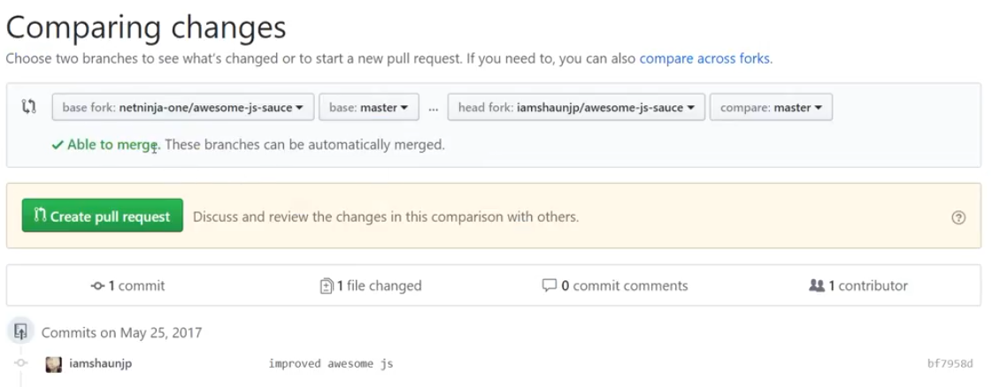 Comparing changes
Choose two branches to see what's changed or to start a new pull request. If you need to, you can also compare across forks.
base fork: netninja-one/awesome-js-sauce base: master ... head fork: iamshaunjp/awesome-js-sauce compare: master
Able to merge. These branches can be automatically merged.
Create pull request Discuss and review the changes in this comparison with others.
1 commit 1 file changed 0 commit comments 1 contributor
Commits on May 25, 2017
iamshaunjp improved awesome js bf7958d